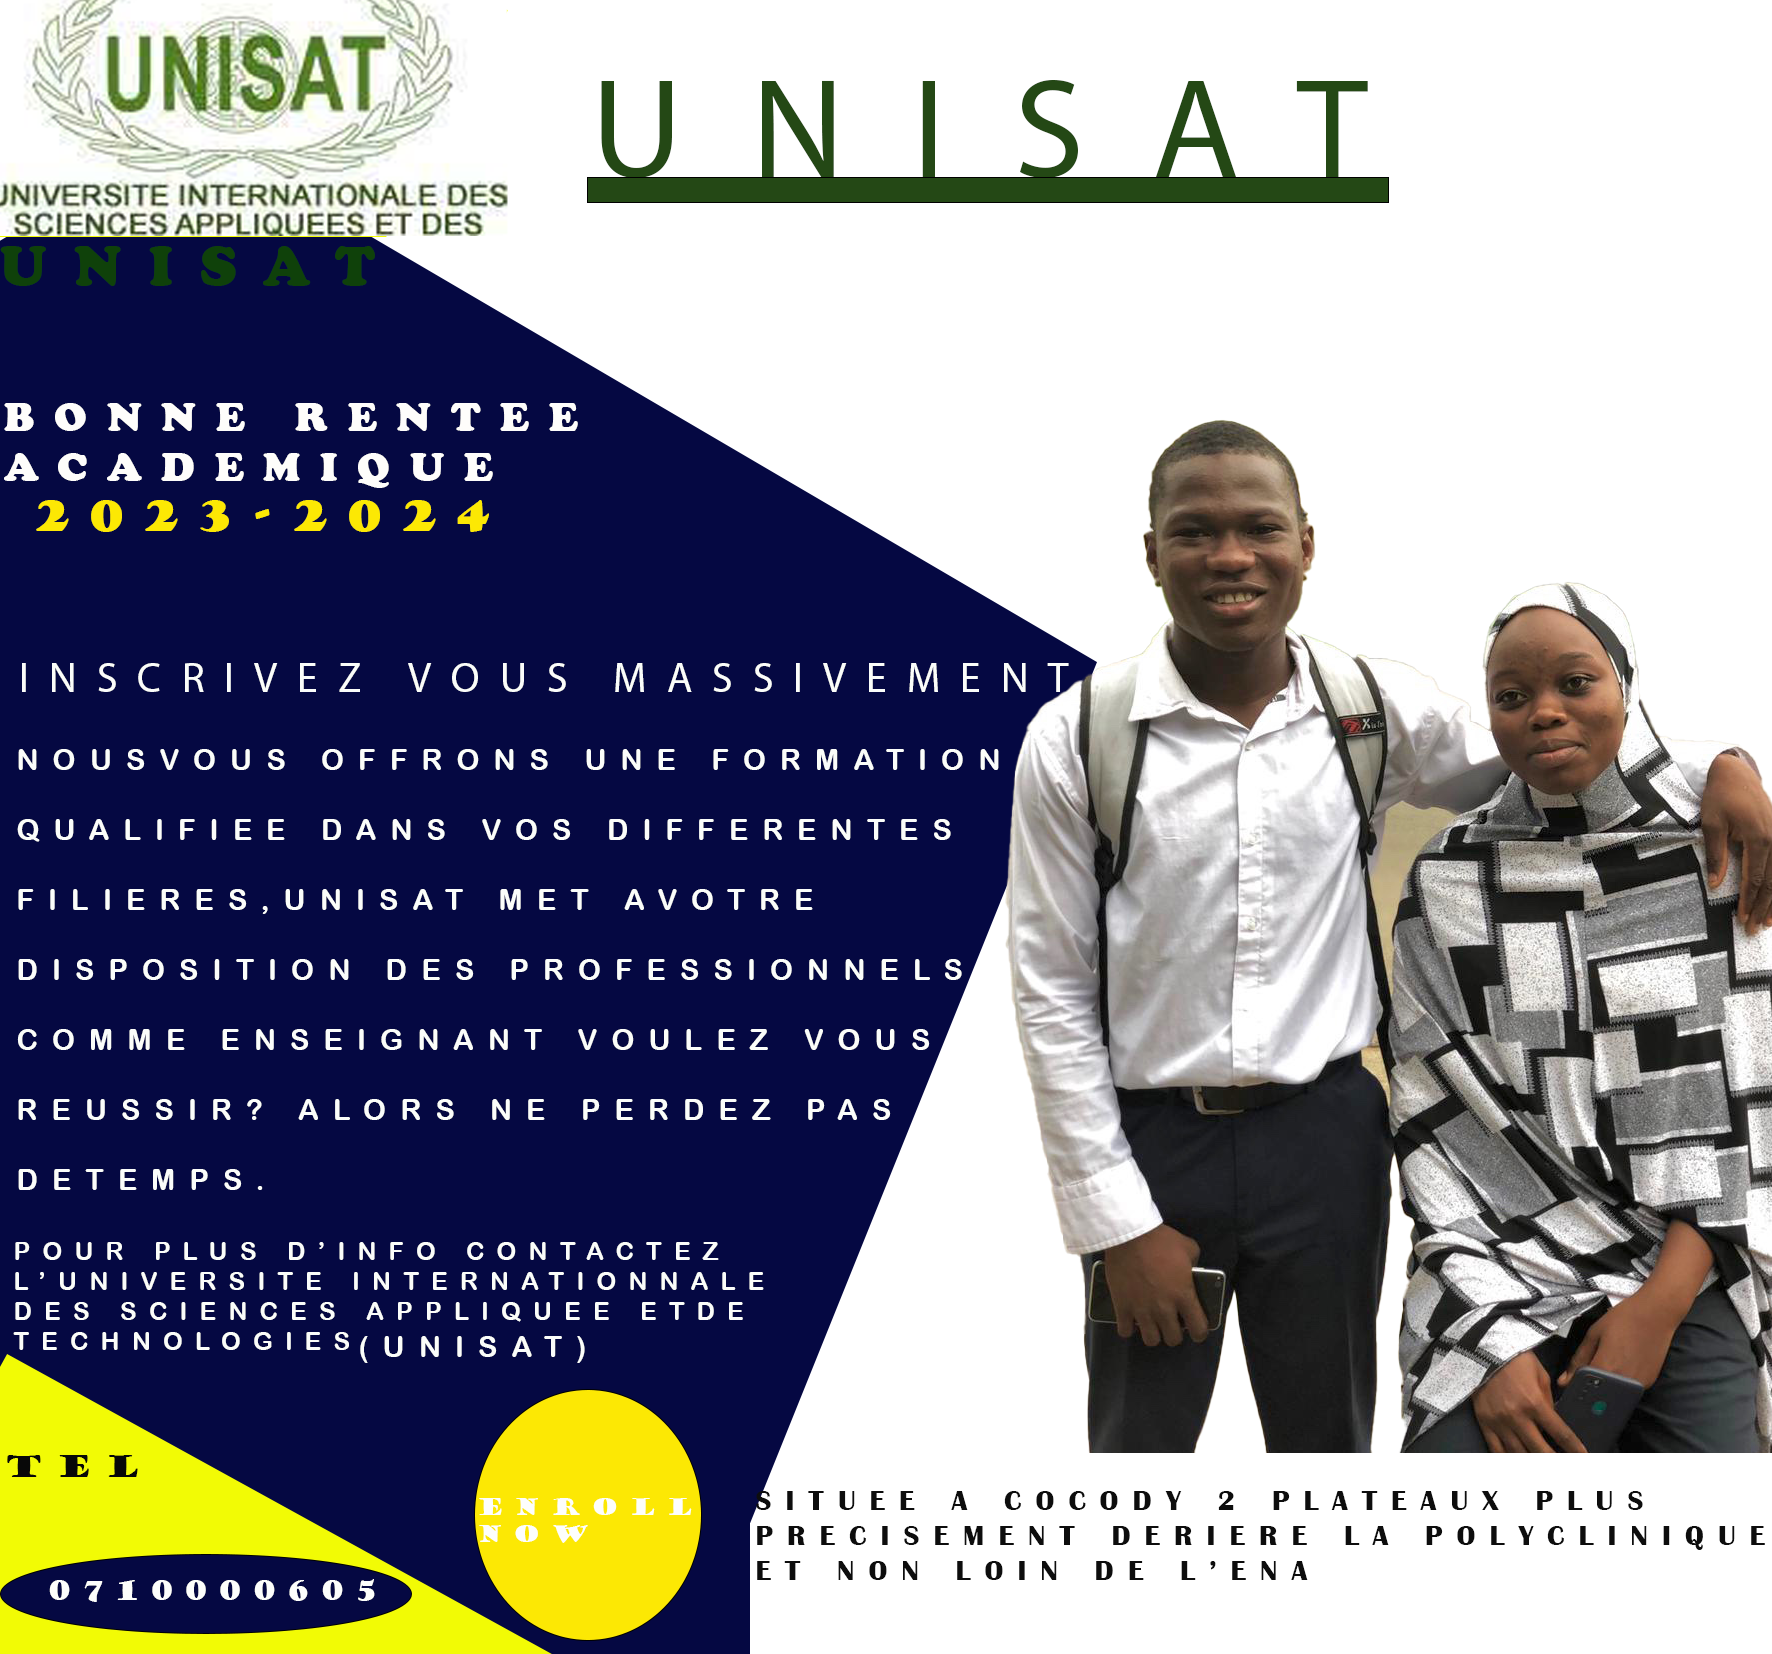 UNISAT
UNIVERSITE INTERNATIONALE DES
SCIENCES APPLIQUEES ET DES
UNISAT
UNISAT
BONNE RENTEE
ACADEMIQUE
2023-2024
INSCRIVEZ VOUS MASSIVEMENT
NOUSVOUS OFFRONS UNE FORMATION
QUALIFIEE DANS VOS DIFFERENTES
FILIERES,UNISAT MET AVOTRE
DISPOSITION DES PROFESSIONNELS
COMME ENSEIGNANT VOULEZ VOUS
REUSSIR? ALORS NE PERDEZ PAS
DETEMPS.
POUR PLUS D’INFO CONTACTEZ
L’UNIVERSITE INTERNATIONNALE
DES SCIENCES APPLIQUEE ETDE
TECHNOLOGIES(UNISAT)
TEL
0710000605
ENROLL
NOW
SITUEE A COCODY 2 PLATEAUX PLUS
PRECISEMENT DERIERE LA POLYCLINIQUE
ET NON LOIN DE L’ENA